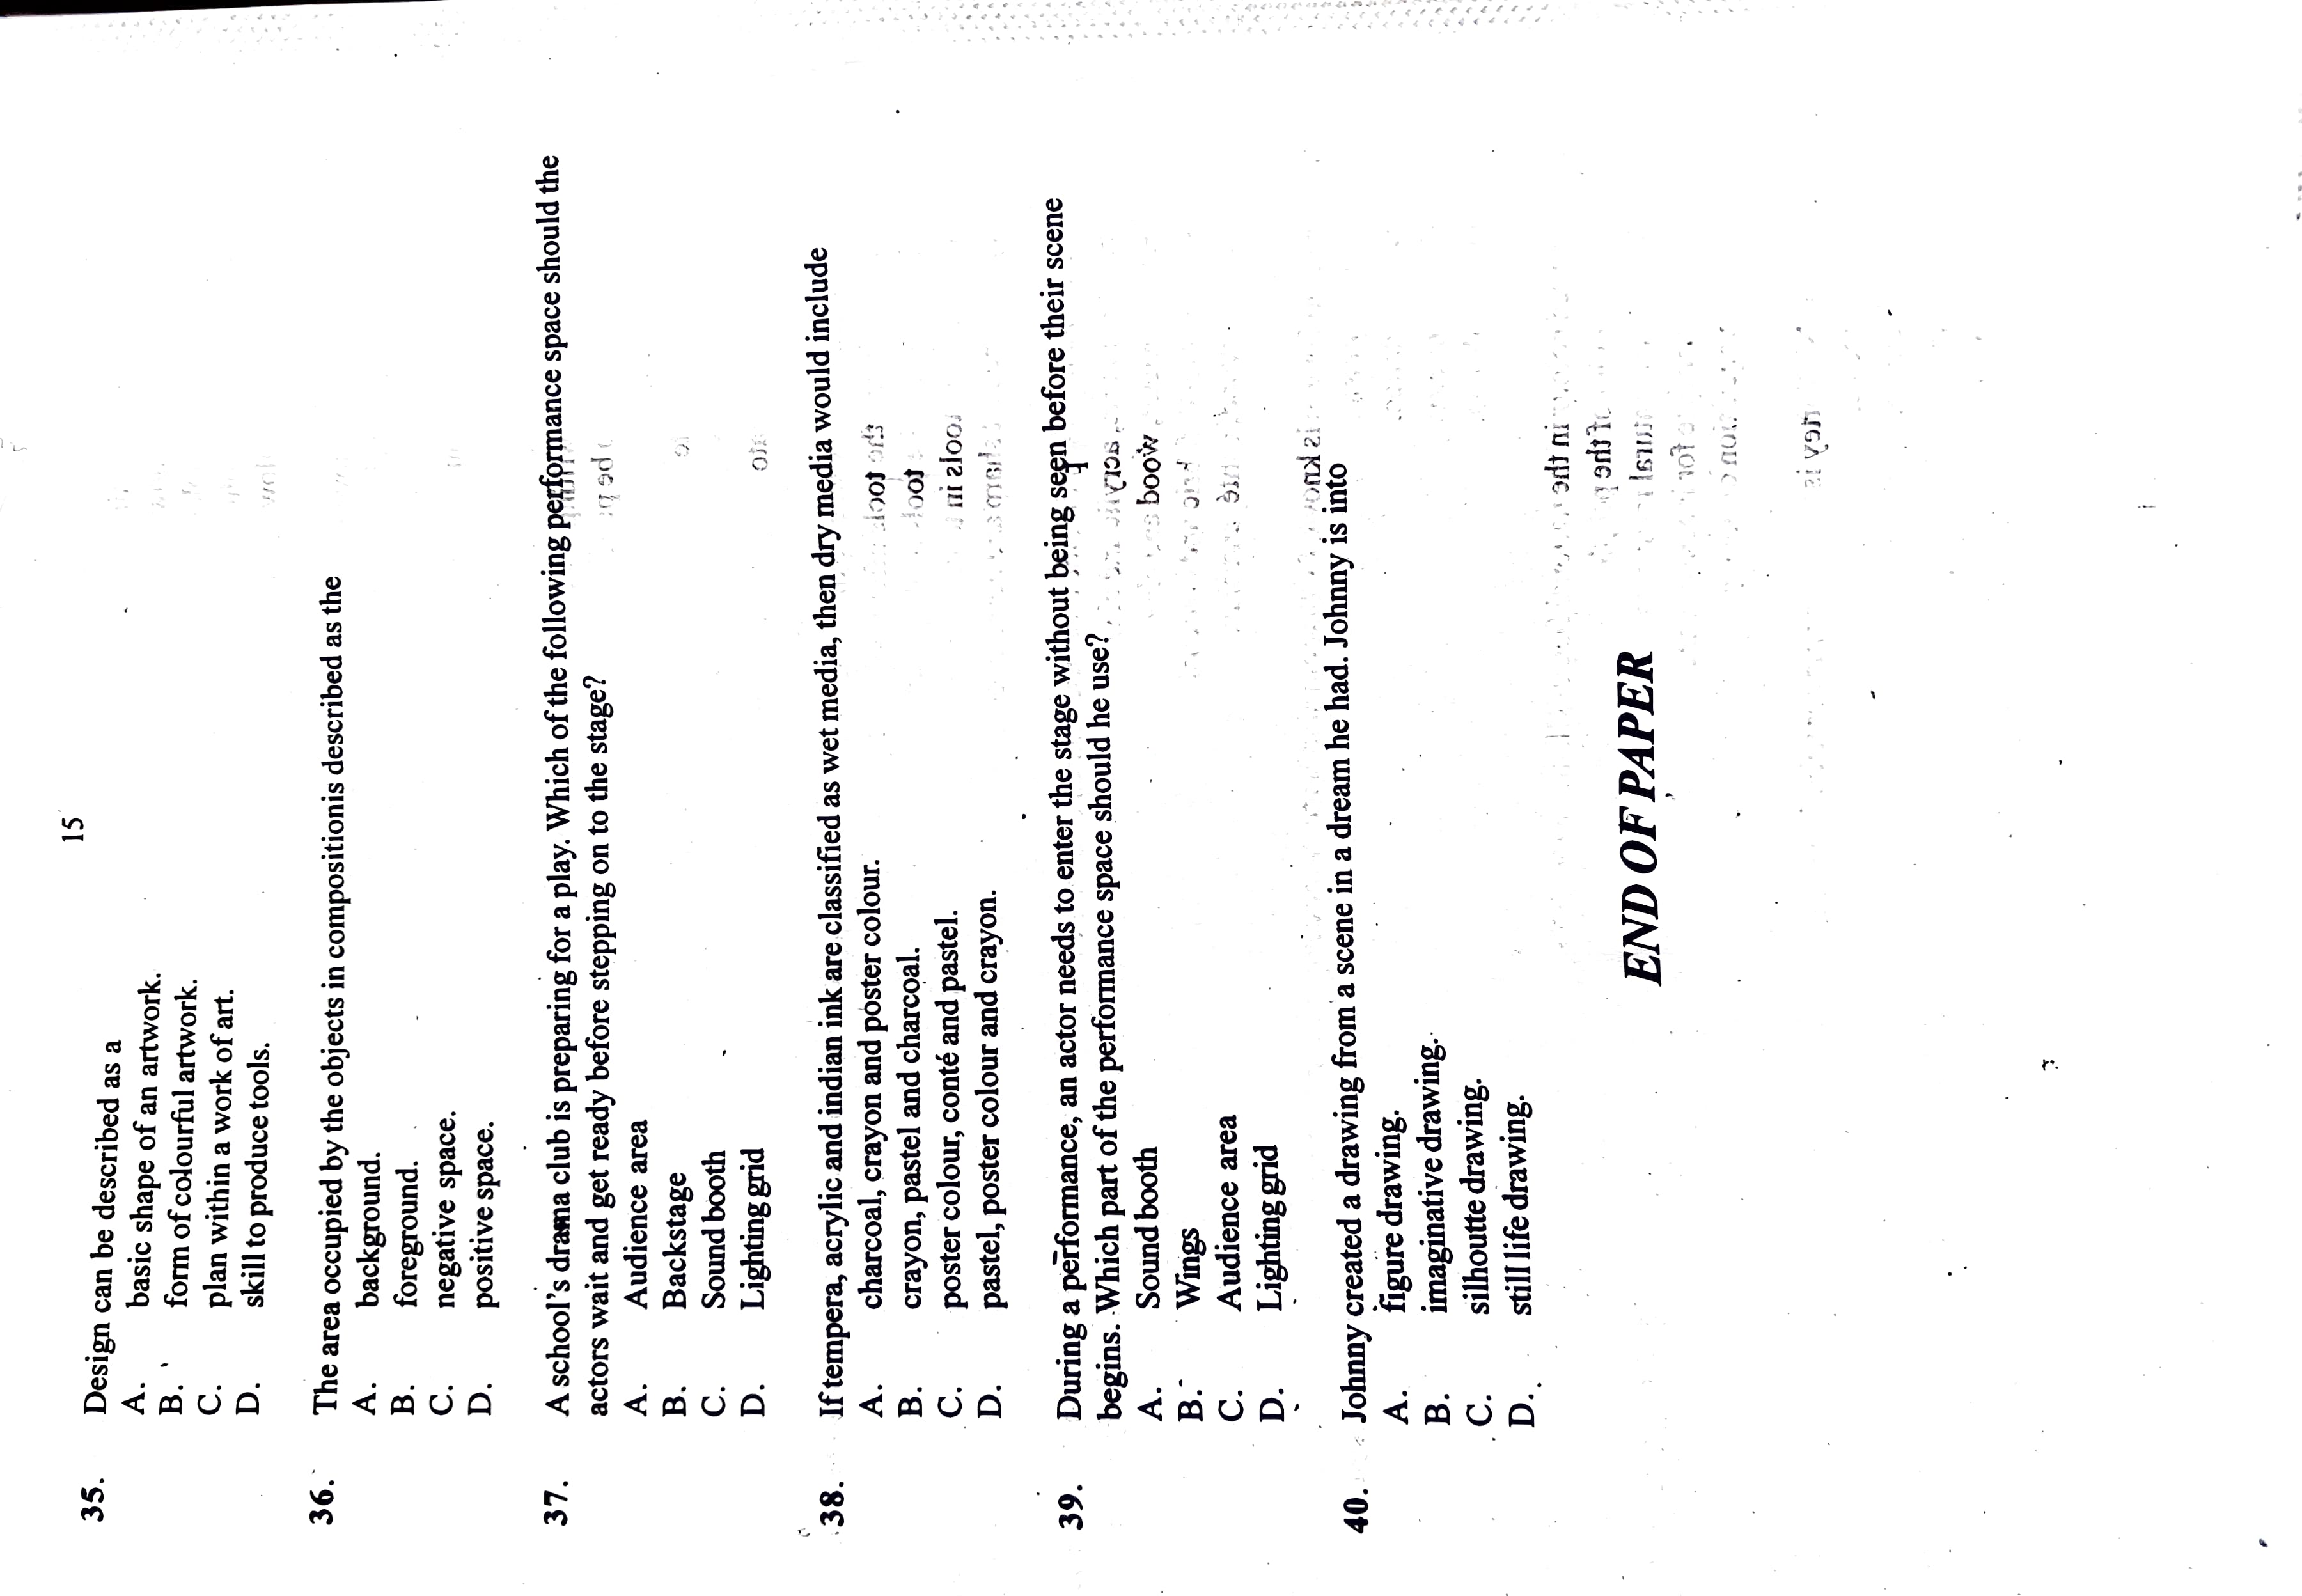 15
35. Design can be described as a
A. basic shape of an artwork.
B. form of colourful artwork.
C. plan within a work of art.
D. skill to produce tools.
36. The area occupied by the objects in compositionis described as the
A. background.
B. foreground.
C. negative space.
D. positive space.
37. A school's drama club is preparing for a play. Which of the following performance space should the
actors wait and get ready before stepping on to the stage?
A. Audience area
B. Backstage
C. Sound booth
D. Lighting grid
38. If tempera, acrylic and indian ink are classified as wet media, then dry media would include
A. charcoal, crayon and poster colour.
B. crayon, pastel and charcoal.
C. poster colour, conté and pastel.
D. pastel, poster colour and crayon.
39. During a performance, an actor needs to enter the stage without being seen before their scene
begins. Which part of the performance space should he use?
A. Sound booth
B. Wings
C. Audience area
D. Lighting grid
40. Johnny created a drawing from a scene in a dream he had. Johnny is into
A. figure drawing.
B. imaginative drawing.
C. silhoutte drawing.
D. still life drawing.
END OF PAPER